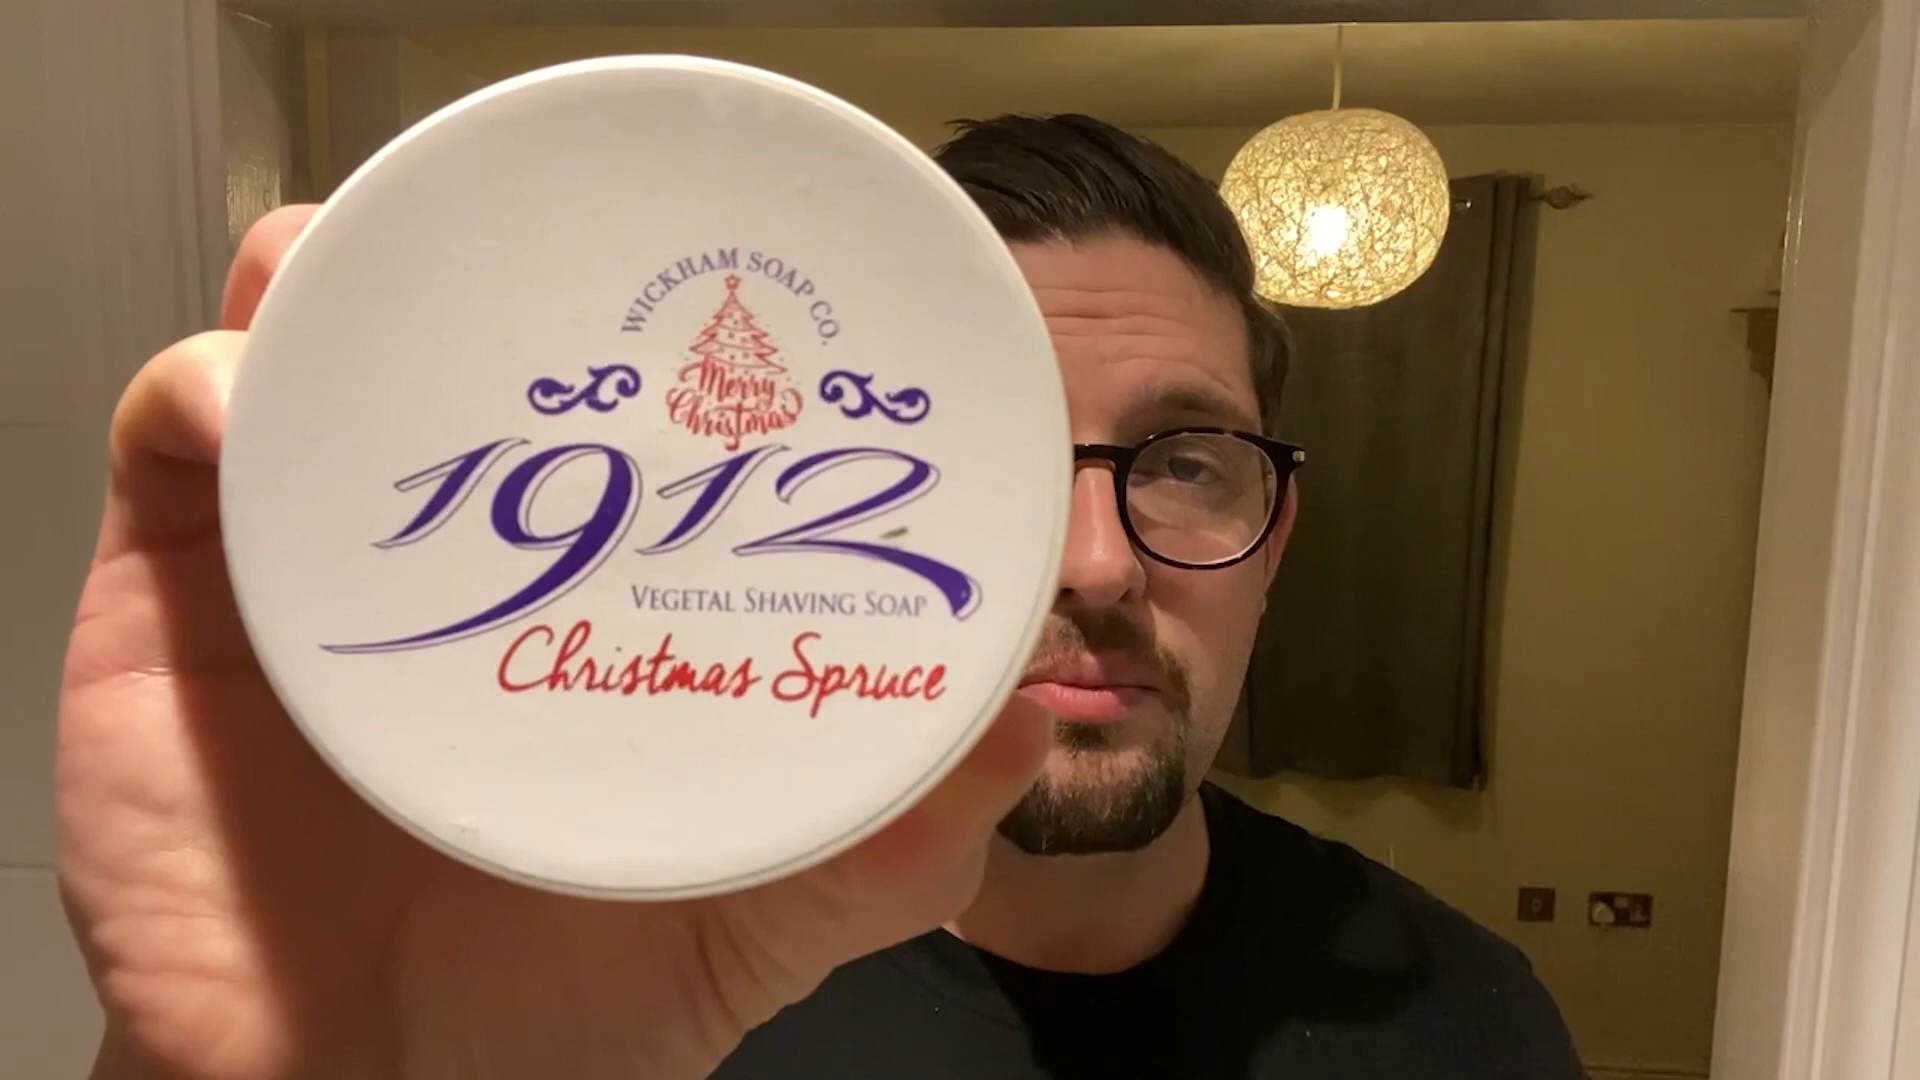 WICKHAM SOAP CO.
Merry
Christmas
1912
VEGETAL SHAVING SOAP
Christmas Spruce